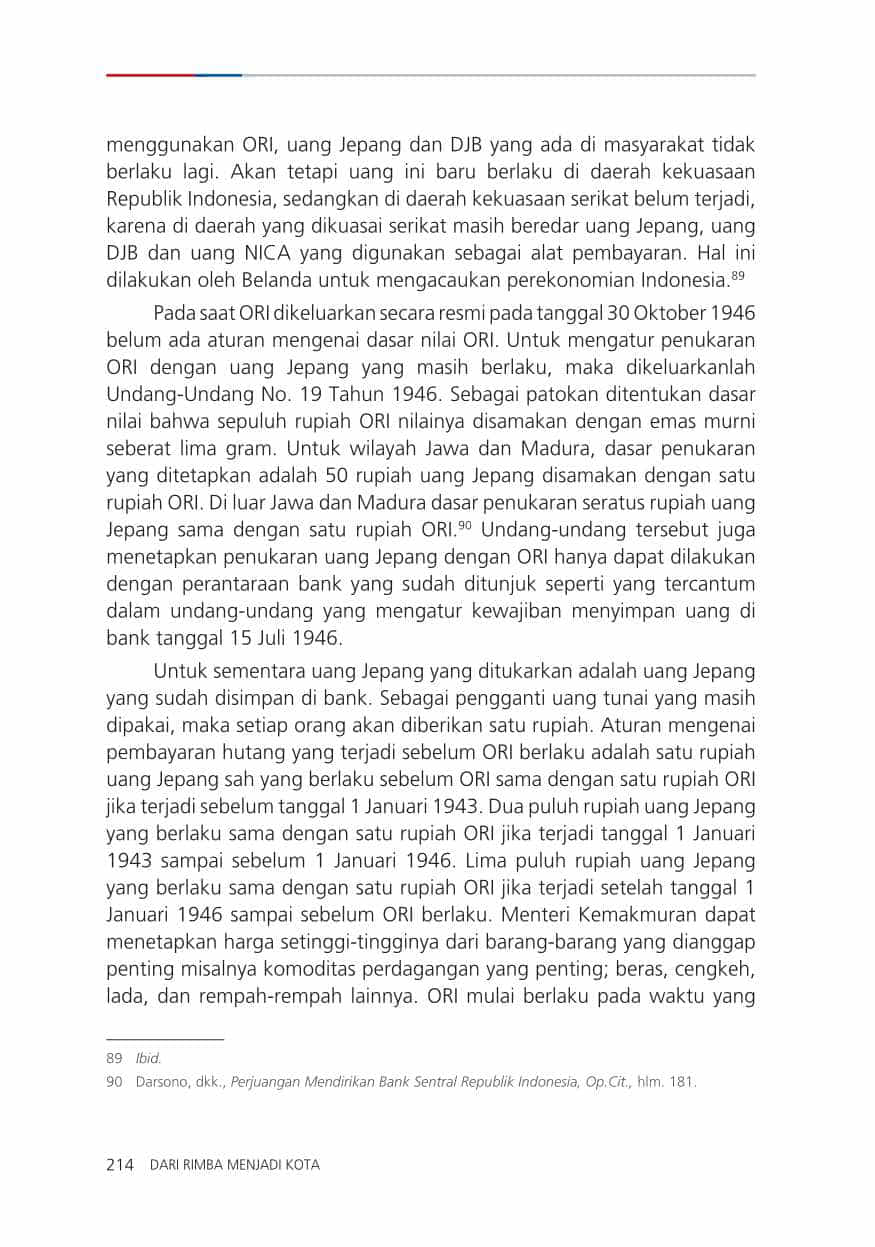 menggunakan ORI, uang Jepang dan DJB yang ada di masyarakat tidak
berlaku lagi. Akan tetapi uang ini baru berlaku di daerah kekuasaan
Republik Indonesia, sedangkan di daerah kekuasaan serikat belum terjadi,
karena di daerah yang dikuasai serikat masih beredar uang Jepang, uang
DJB dan uang NICA yang digunakan sebagai alat pembayaran. Hal ini
dilakukan oleh Belanda untuk mengacaukan perekonomian Indonesia.89
Pada saat ORI dikeluarkan secara resmi pada tanggal 30 Oktober 1946
belum ada aturan mengenai dasar nilai ORI. Untuk mengatur penukaran
ORI dengan uang Jepang yang masih berlaku, maka dikeluarkanlah
Undang-Undang No. 19 Tahun 1946. Sebagai patokan ditentukan dasar
nilai bahwa sepuluh rupiah ORI nilainya disamakan dengan emas murni
seberat lima gram. Untuk wilayah Jawa dan Madura, dasar penukaran
yang ditetapkan adalah 50 rupiah uang Jepang disamakan dengan satu
rupiah ORI. Di luar Jawa dan Madura dasar penukaran seratus rupiah uang
Jepang sama dengan satu rupiah ORI.90 Undang-undang tersebut juga
menetapkan penukaran uang Jepang dengan ORI hanya dapat dilakukan
dengan perantaraan bank yang sudah ditunjuk seperti yang tercantum
dalam undang-undang yang mengatur kewajiban menyimpan uang di
bank tanggal 15 Juli 1946.
Untuk sementara uang Jepang yang ditukarkan adalah uang Jepang
yang sudah disimpan di bank. Sebagai pengganti uang tunai yang masih
dipakai, maka setiap orang akan diberikan satu rupiah. Aturan mengenai
pembayaran hutang yang terjadi sebelum ORI berlaku adalah satu rupiah
uang Jepang sah yang berlaku sebelum ORI sama dengan satu rupiah ORI
jika terjadi sebelum tanggal 1 Januari 1943. Dua puluh rupiah uang Jepang
yang berlaku sama dengan satu rupiah ORI jika terjadi tanggal 1 Januari
1943 sampai sebelum 1 Januari 1946. Lima puluh rupiah uang Jepang
yang berlaku sama dengan satu rupiah ORI jika terjadi setelah tanggal 1
Januari 1946 sampai sebelum ORI berlaku. Menteri Kemakmuran dapat
menetapkan harga setinggi-tingginya dari barang-barang yang dianggap
penting misalnya komoditas perdagangan yang penting; beras, cengkeh,
lada, dan rempah-rempah lainnya. ORI mulai berlaku pada waktu yang
89 Ibid.
90 Darsono, dkk., Perjuangan Mendirikan Bank Sentral Republik Indonesia, Op.Cit., hlm. 181.
214 DARI RIMBA MENJADI KOTA